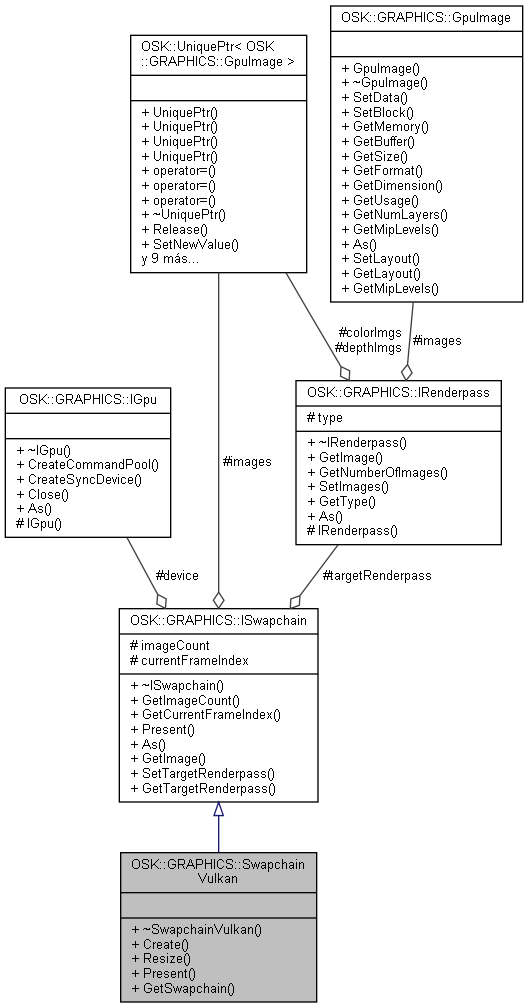 OSK::GRAPHICS::GpuImage
+ GpuImage()
+ ~GpuImage()
+ SetData()
+ SetBlock()
+ GetMemory()
+ GetBuffer()
+ GetSize()
+ GetFormat()
+ GetDimension()
+ GetUsage()
+ GetNumLayers()
+ GetMipLevels()
+ As()
+ SetLayout()
+ GetLayout()
+ GetMipLevels()
OSK::UniquePtr< OSK
::GRAPHICS::GpuImage >
+ UniquePtr()
+ UniquePtr()
+ UniquePtr()
+ UniquePtr()
+ operator=()
+ operator=()
+ operator=()
+ ~UniquePtr()
+ Release()
+ SetNewValue()
y 9 más...
#colorImgs
#depthImgs
#images
OSK::GRAPHICS::IGpu
+ ~IGpu()
+ CreateCommandPool()
+ CreateSyncDevice()
+ Close()
+ As()
# IGpu()
#images
OSK::GRAPHICS::IRenderpass
# type
+ ~IRenderpass()
+ GetImage()
+ GetNumberOfImages()
+ SetImages()
+ GetType()
+ As()
# IRenderpass()
#device
#targetRenderpass
OSK::GRAPHICS::ISwapchain
# imageCount
# currentFrameIndex
+ ~ISwapchain()
+ GetImageCount()
+ GetCurrentFrameIndex()
+ Present()
+ As()
+ GetImage()
+ SetTargetRenderpass()
+ GetTargetRenderpass()
OSK::GRAPHICS::Swapchain
Vulkan
+ ~SwapchainVulkan()
+ Create()
+ Resize()
+ Present()
+ GetSwapchain()